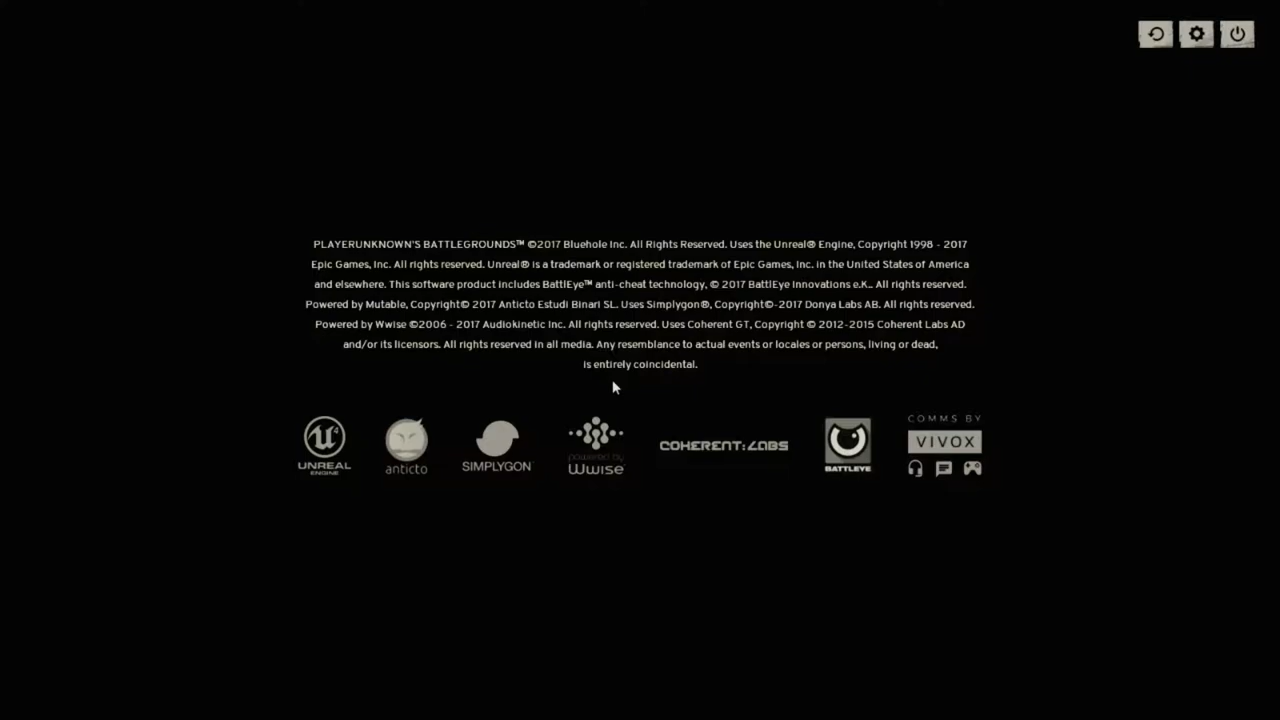 PLAYERUNKNOWN'S BATTLEGROUNDS™ ©2017 Bluehole Inc. All Rights Reserved. Uses the Unreal® Engine, Copyright 1998 - 2017
Epic Games, Inc. All rights reserved. Unreal® is a trademark or registered trademark of Epic Games, Inc. in the United States of America
and elsewhere. This software product includes BattlEye™ anti-cheat technology, © 2017 BattlEye Innovations e.K.. All rights reserved.
Powered by Mutable, Copyright© 2017 Anticto Estudi Binari SL. Uses Simplygon®, Copyright©-2017 Donya Labs AB. All rights reserved.
Powered by Wwise ©2006 - 2017 Audiokinetic Inc. All rights reserved. Uses Coherent GT, Copyright © 2012-2015 Coherent Labs AD
and/or its licensors. All rights reserved in all media. Any resemblance to actual events or locales or persons, living or dead,
is entirely coincidental.
UNREAL
ENGINE
anticto
SIMPLYGON
powered by
Wwise
COHERENT:LABS
BATTLEYE
COMMS BY
VIVOX